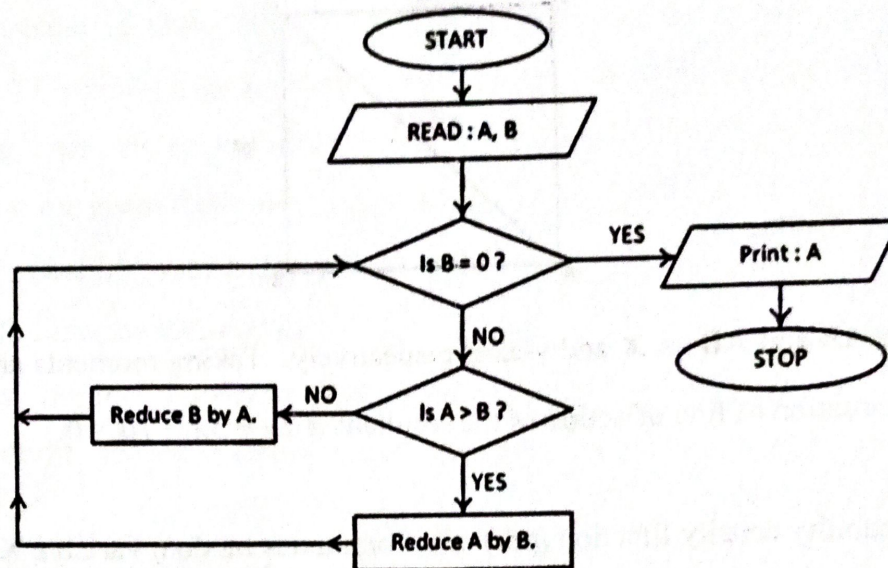 START
READ : A, B
Is B = 0 ?
YES
Print : A
STOP
NO
Is A > B ?
NO
Reduce B by A.
YES
Reduce A by B.